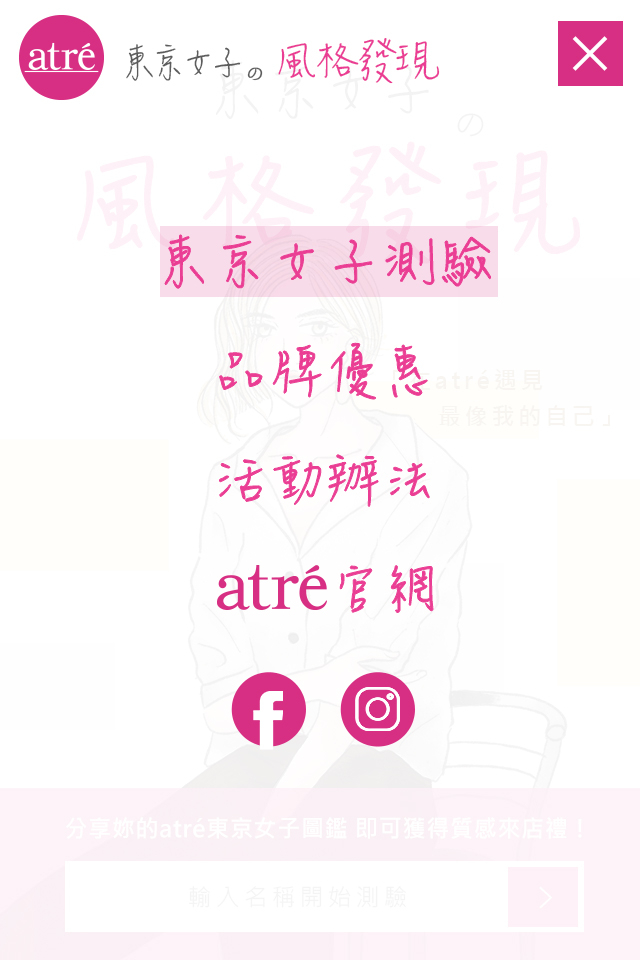 atré
東京女子の 風格發現
東京女子の
風格發現
東京女子測驗
品牌優惠
atré遇見
最像我的自己」
活動辦法
atré官網
分享妳的atré東京女子圖鑑 即可獲得質感來店禮！
輸入名稱開始測驗